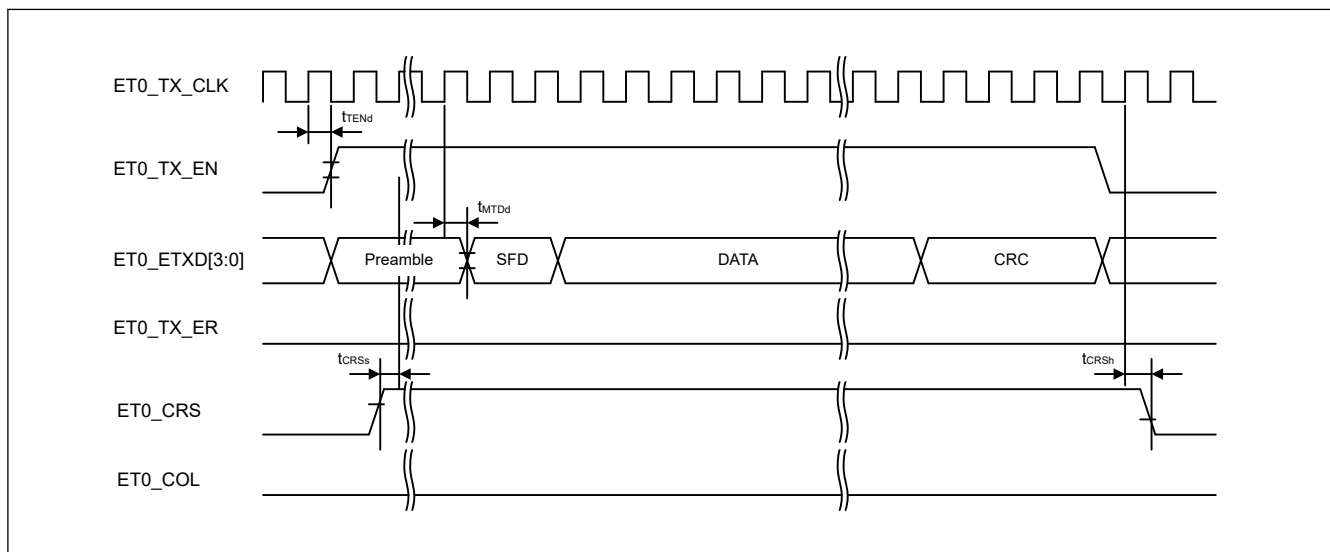 ET0_TX_CLK
tTENd
ET0_TX_EN
tMTDd
ET0_ETXD[3:0]
Preamble
SFD
DATA
CRC
ET0_TX_ER
tCRSs
tCRSh
ET0_CRS
ET0_COL